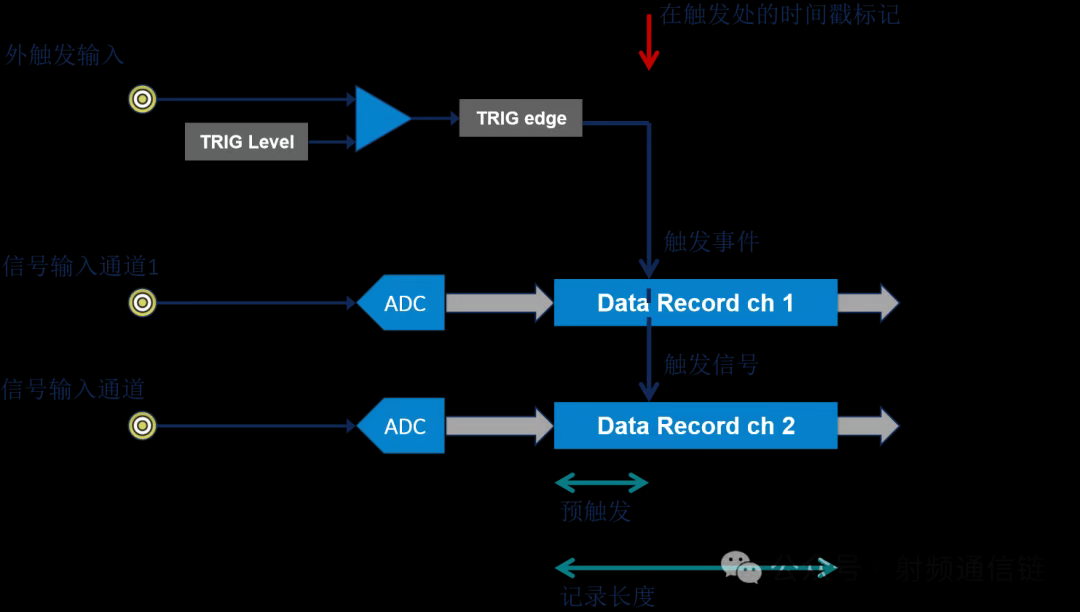 在触发处的时间戳标记
外触发输入
TRIG Level
TRIG edge
触发事件
信号输入通道1
ADC
Data Record ch 1
触发信号
信号输入通道
ADC
Data Record ch 2
预触发
公众号 射频通信链
记录长度